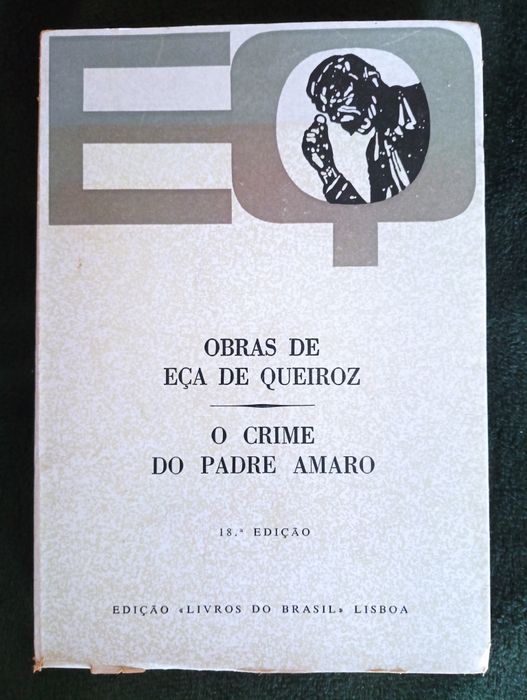 EQ
OBRAS DE
EÇA DE QUEIROZ
O CRIME
DO PADRE AMARO
18.ª EDIÇÃO
EDIÇÃO «LIVROS DO BRASIL» LISBOA